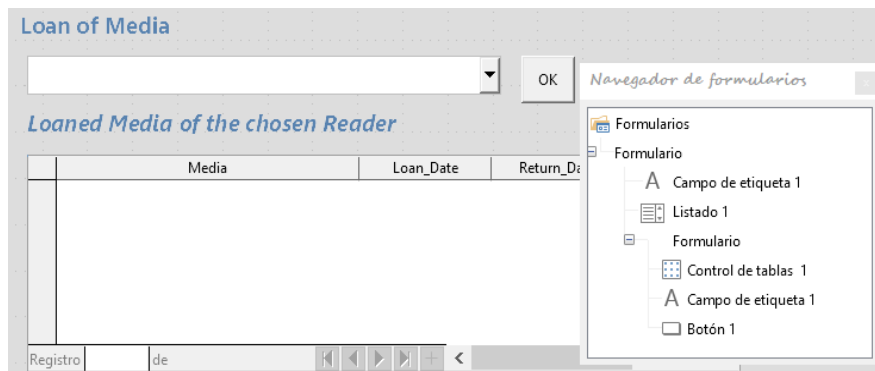 Loan of Media
OK
Loaned Media of the chosen Reader
Media Loan_Date Return_Da
Registro de
Navegador de formularios
Formularios
Formulario
A Campo de etiqueta 1
Listado 1
Formulario
Control de tablas 1
A Campo de etiqueta 1
Botón 1